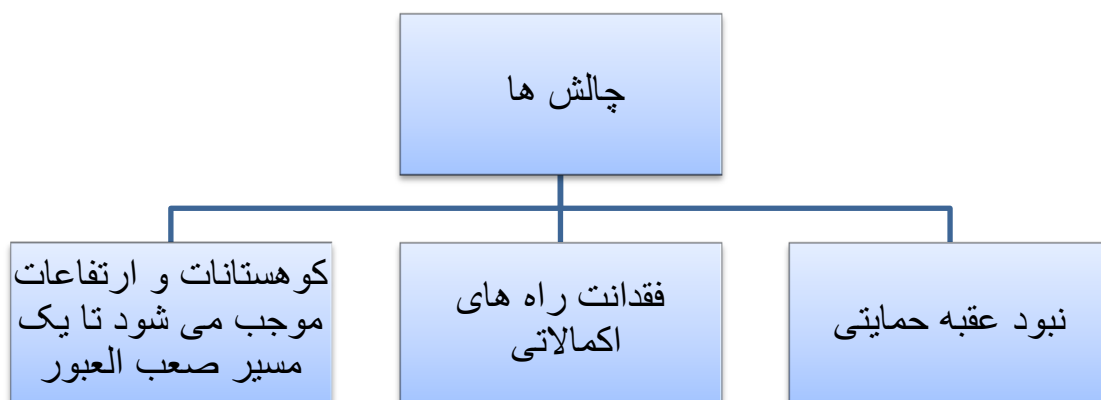 چالش ها
نبود عقبه حمایتی
فقدانت راه های
اکمالاتی
کوهستانات و ارتفاعات
موجب می شود تا یک
مسیر صعب العبور